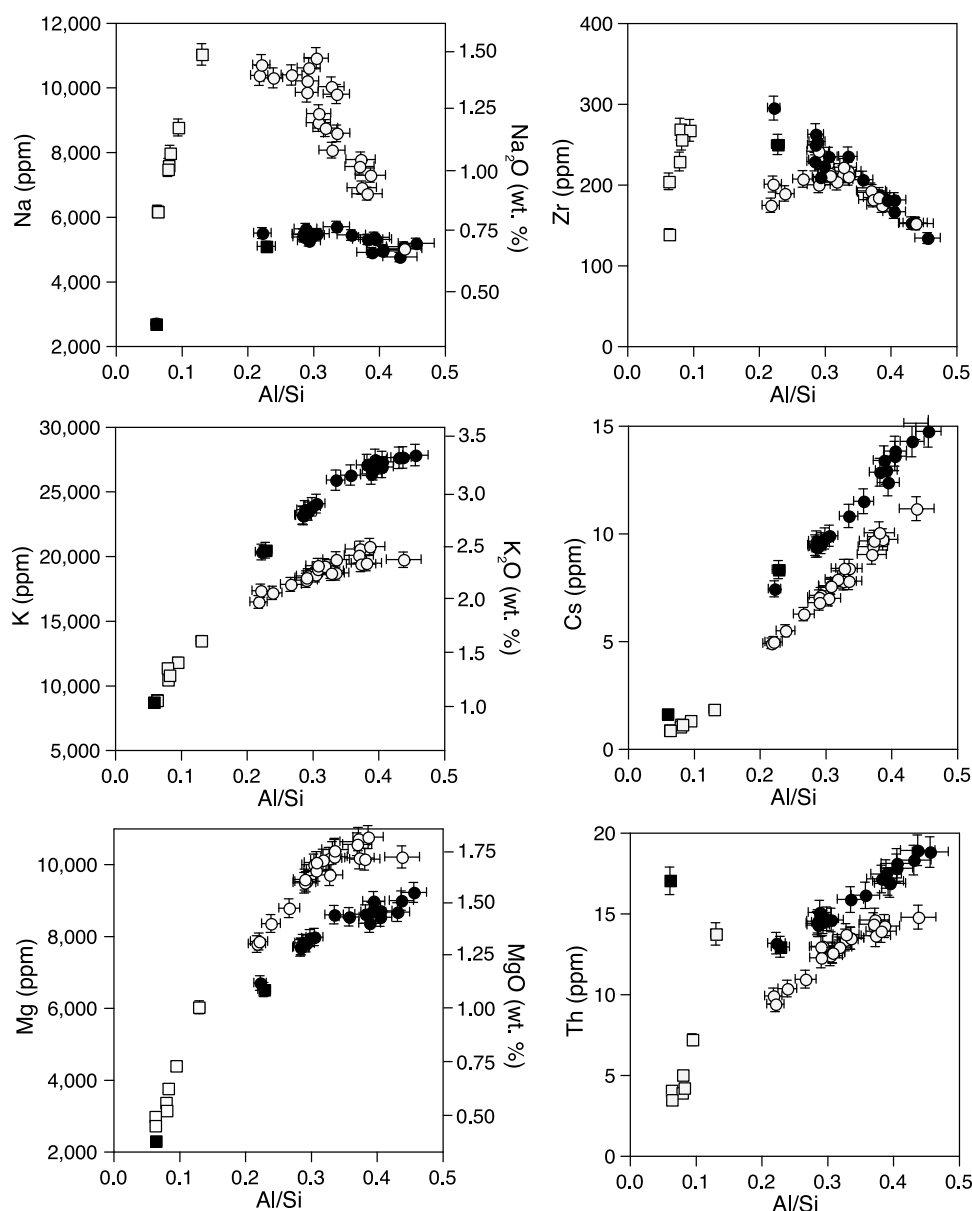 12,000
10,000
8,000
6,000
4,000
2,000
Na (ppm)
1.50
1.25
1.00
0.75
0.50
Na2O (wt. %)
0.0 0.1 0.2 0.3 0.4 0.5
Al/Si
400
300
200
100
0
Zr (ppm)
0.0 0.1 0.2 0.3 0.4 0.5
Al/Si
30,000
25,000
20,000
15,000
10,000
5,000
K (ppm)
3.5
3.0
2.5
2.0
1.5
1.0
K2O (wt. %)
0.0 0.1 0.2 0.3 0.4 0.5
Al/Si
15
10
5
0
Cs (ppm)
0.0 0.1 0.2 0.3 0.4 0.5
Al/Si
10,000
8,000
6,000
4,000
2,000
Mg (ppm)
1.75
1.50
1.25
1.00
0.75
0.50
MgO (wt. %)
0.0 0.1 0.2 0.3 0.4 0.5
Al/Si
20
15
10
5
0
Th (ppm)
0.0 0.1 0.2 0.3 0.4 0.5
Al/Si